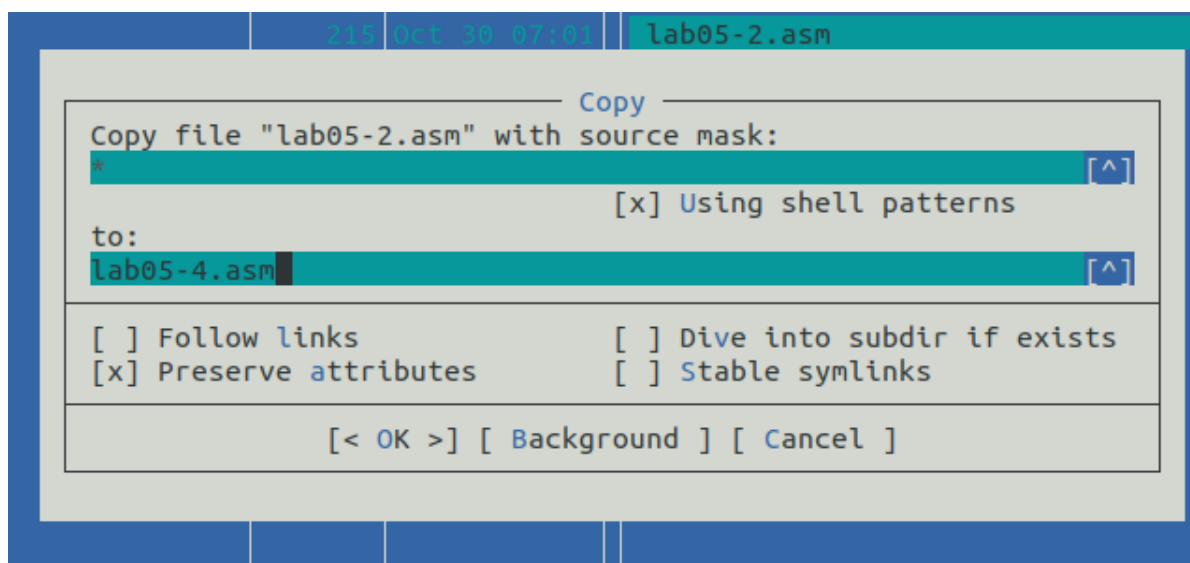 215 Oct 30 07:01 lab05-2.asm
Copy
Copy file "lab05-2.asm" with source mask:
* [^]
[x] Using shell patterns
to:
lab05-4.asm [^]
[ ] Follow links [ ] Dive into subdir if exists
[x] Preserve attributes [ ] Stable symlinks
[< OK >] [ Background ] [ Cancel ]